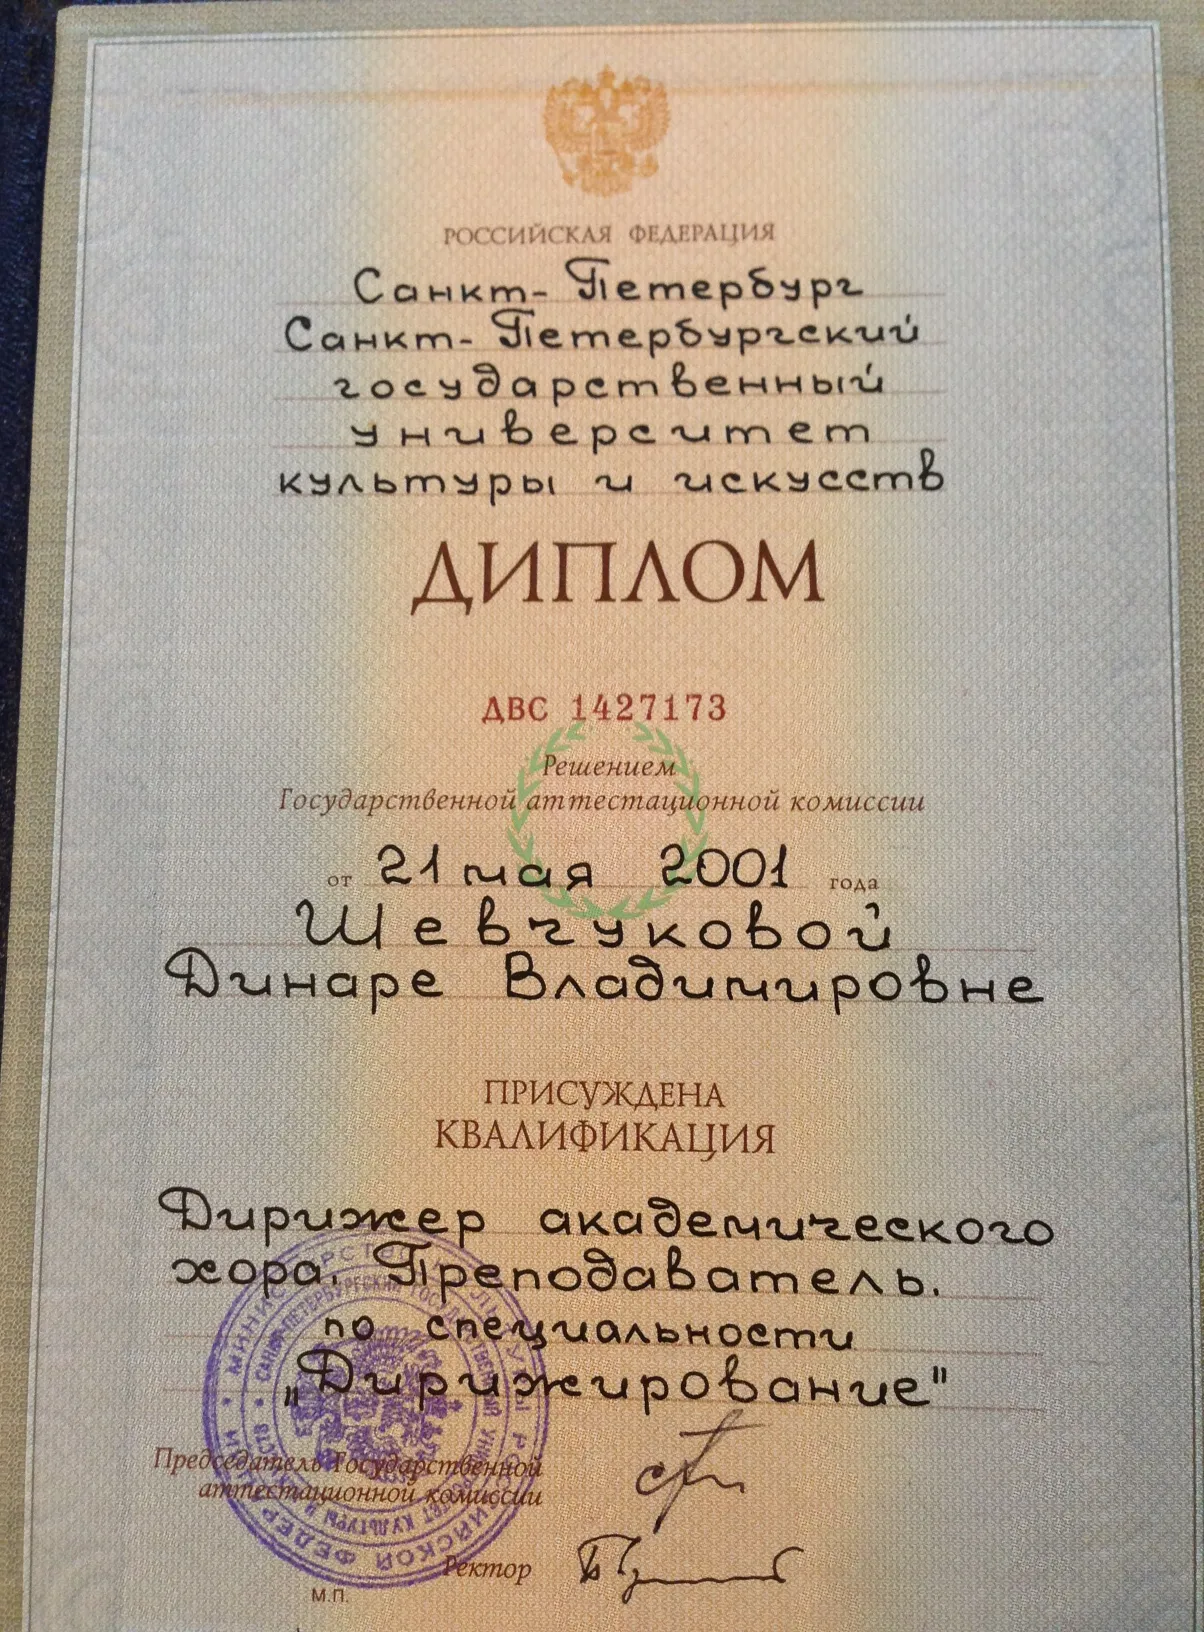 РОССИЙСКАЯ ФЕДЕРАЦИЯ
Санкт-Петербург
Санкт-Петербургский
государственный
университет
культуры и искусств
ДИПЛОМ
ДВС 1427173
Решением
Государственной аттестационной комиссии
от 21 мая 2001 года
Шевчуковой
Динаре Владимировне
ПРИСУЖДЕНА
КВАЛИФИКАЦИЯ
Дирижер академического
хора. Преподаватель.
по специальности
„Дирижирование"
Председатель Государственной
аттестационной комиссии
Ректор
М.П.